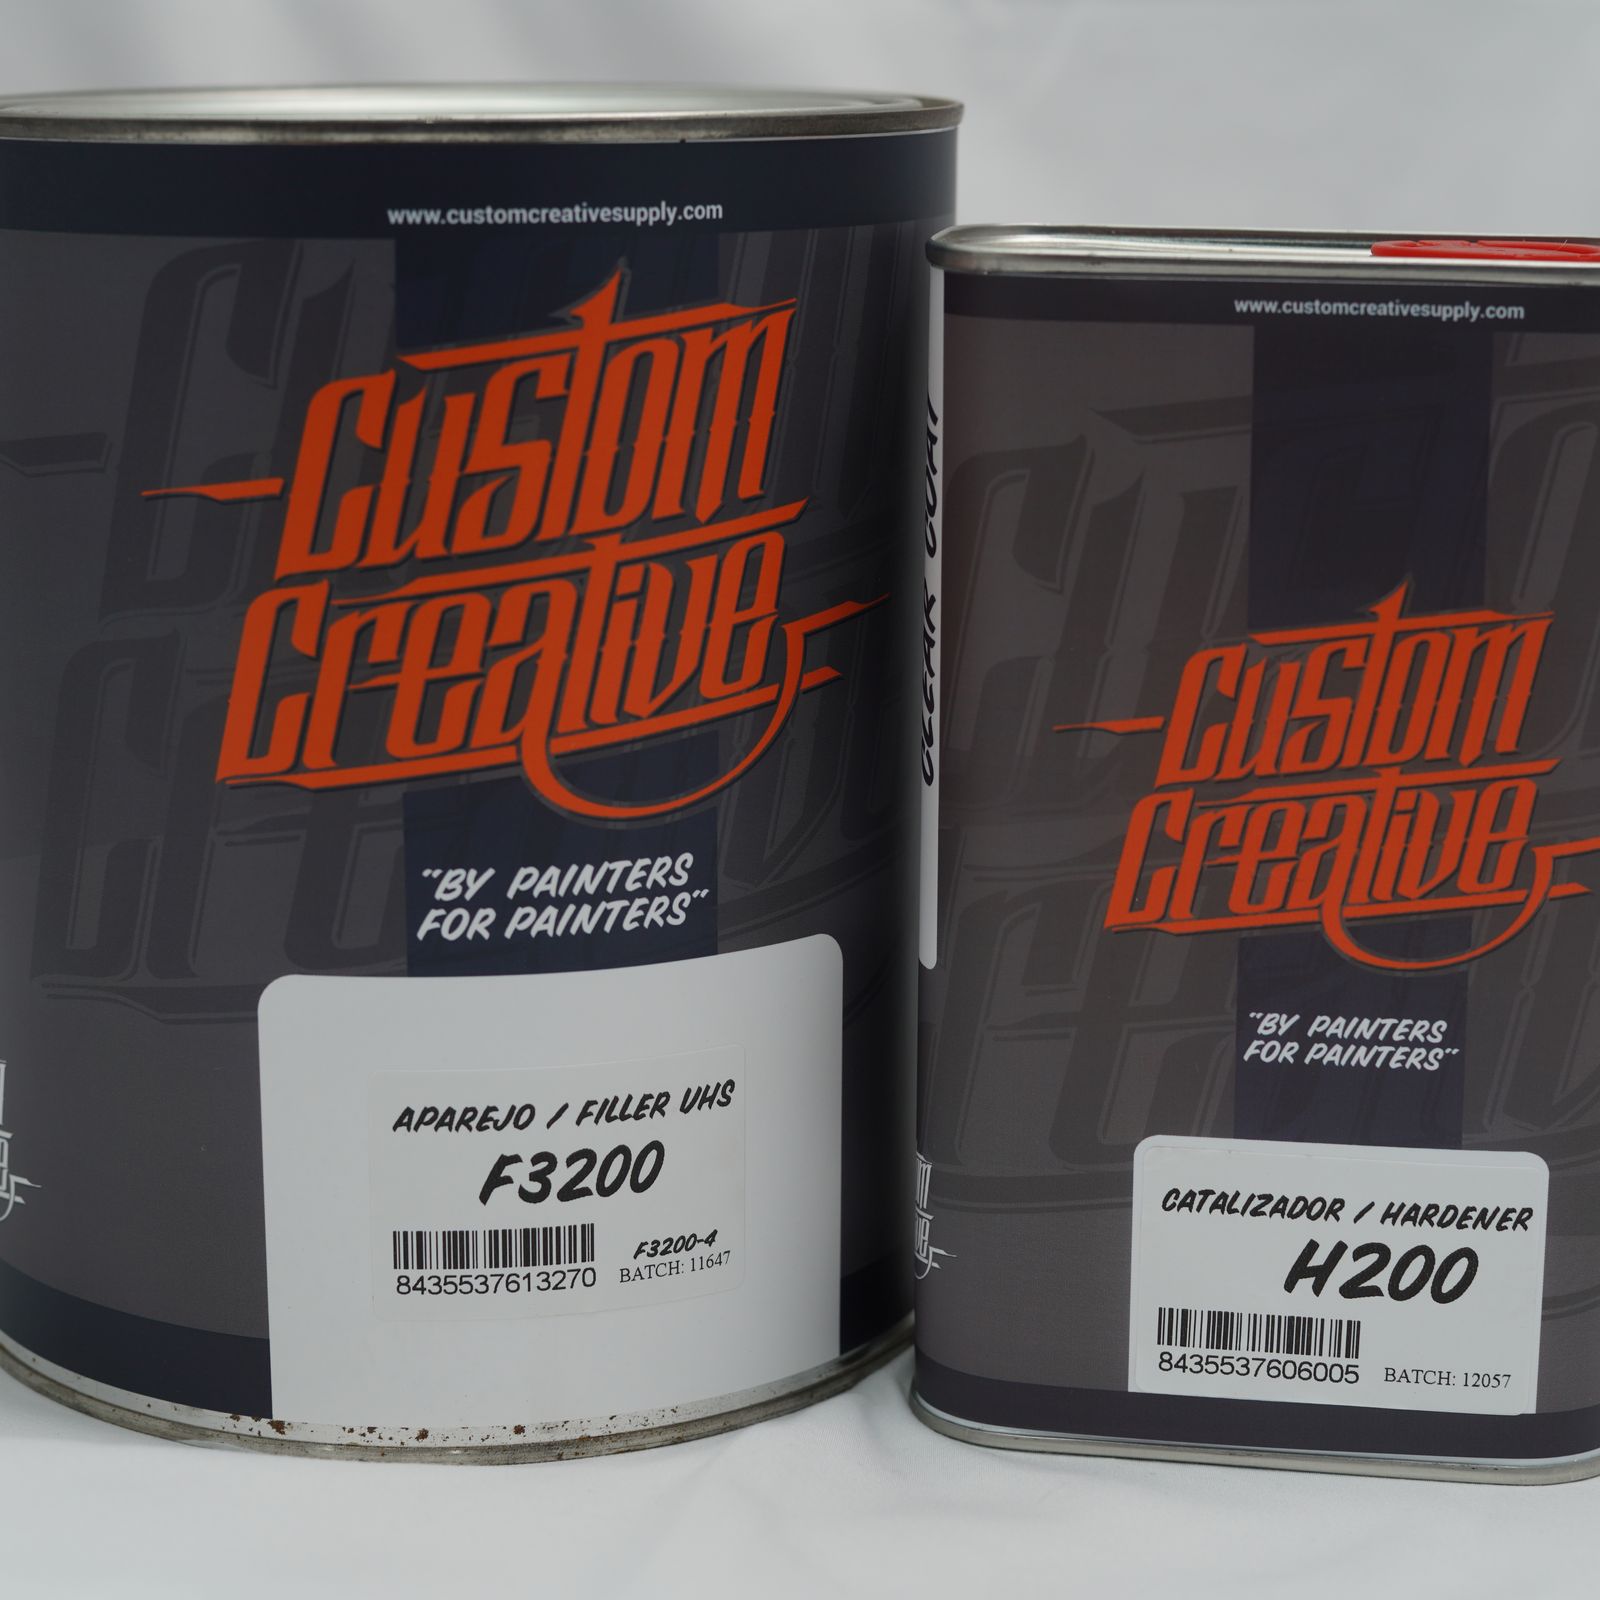 www.customcreativesupply.com
Custom
Creative
"BY PAINTERS
FOR PAINTERS"
APAREJO / FILLER UHS
F3200
F3200-4
8435537613270
BATCH: 11647
www.customcreativesupply.com
CLEAR COAT
Custom
Creative
"BY PAINTERS
FOR PAINTERS"
CATALIZADOR / HARDENER
H200
8435537606005
BATCH: 12057